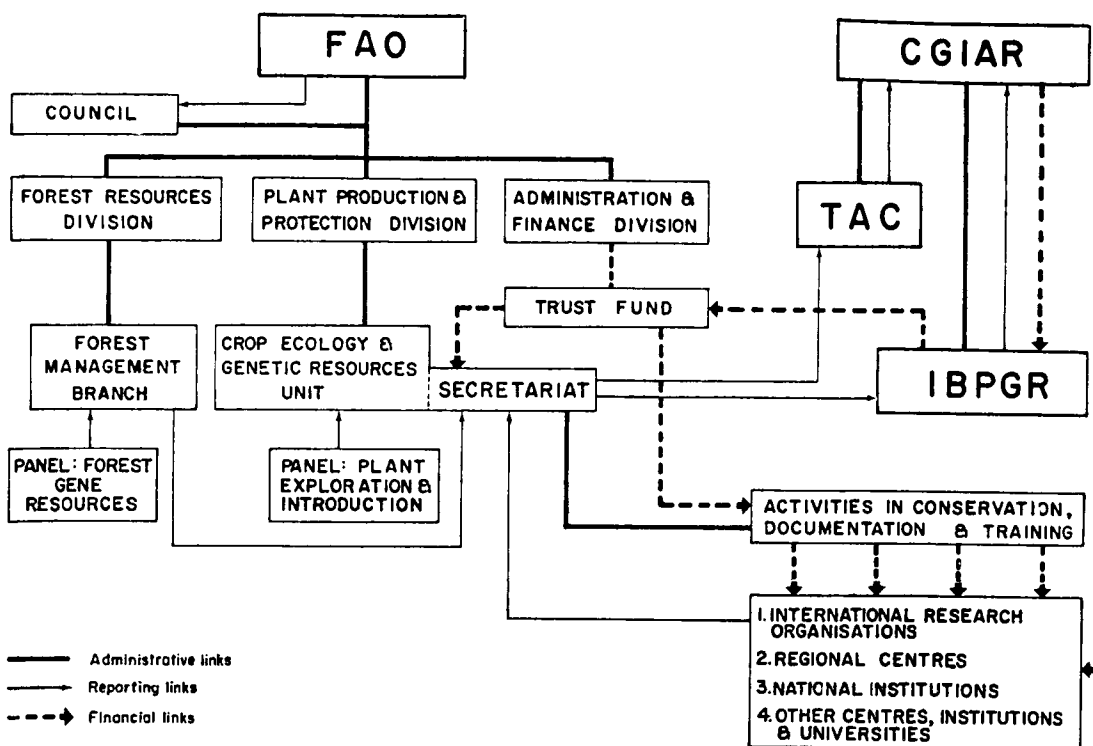 FAO
CGIAR
COUNCIL
FOREST RESOURCES
DIVISION
PLANT PRODUCTION &
PROTECTION DIVISION
ADMINISTRATION &
FINANCE DIVISION
TAC
TRUST FUND
FOREST
MANAGEMENT
BRANCH
CROP ECOLOGY &
GENETIC RESOURCES
UNIT
SECRETARIAT
IBPGR
PANEL: FOREST
GENE
RESOURCES
PANEL: PLANT
EXPLORATION &
INTRODUCTION
ACTIVITIES IN CONSERVATION,
DOCUMENTATION & TRAINING
1. INTERNATIONAL RESEARCH
ORGANISATIONS
2. REGIONAL CENTRES
3. NATIONAL INSTITUTIONS
4. OTHER CENTRES, INSTITUTIONS
& UNIVERSITIES
Administrative links
Reporting links
Financial links